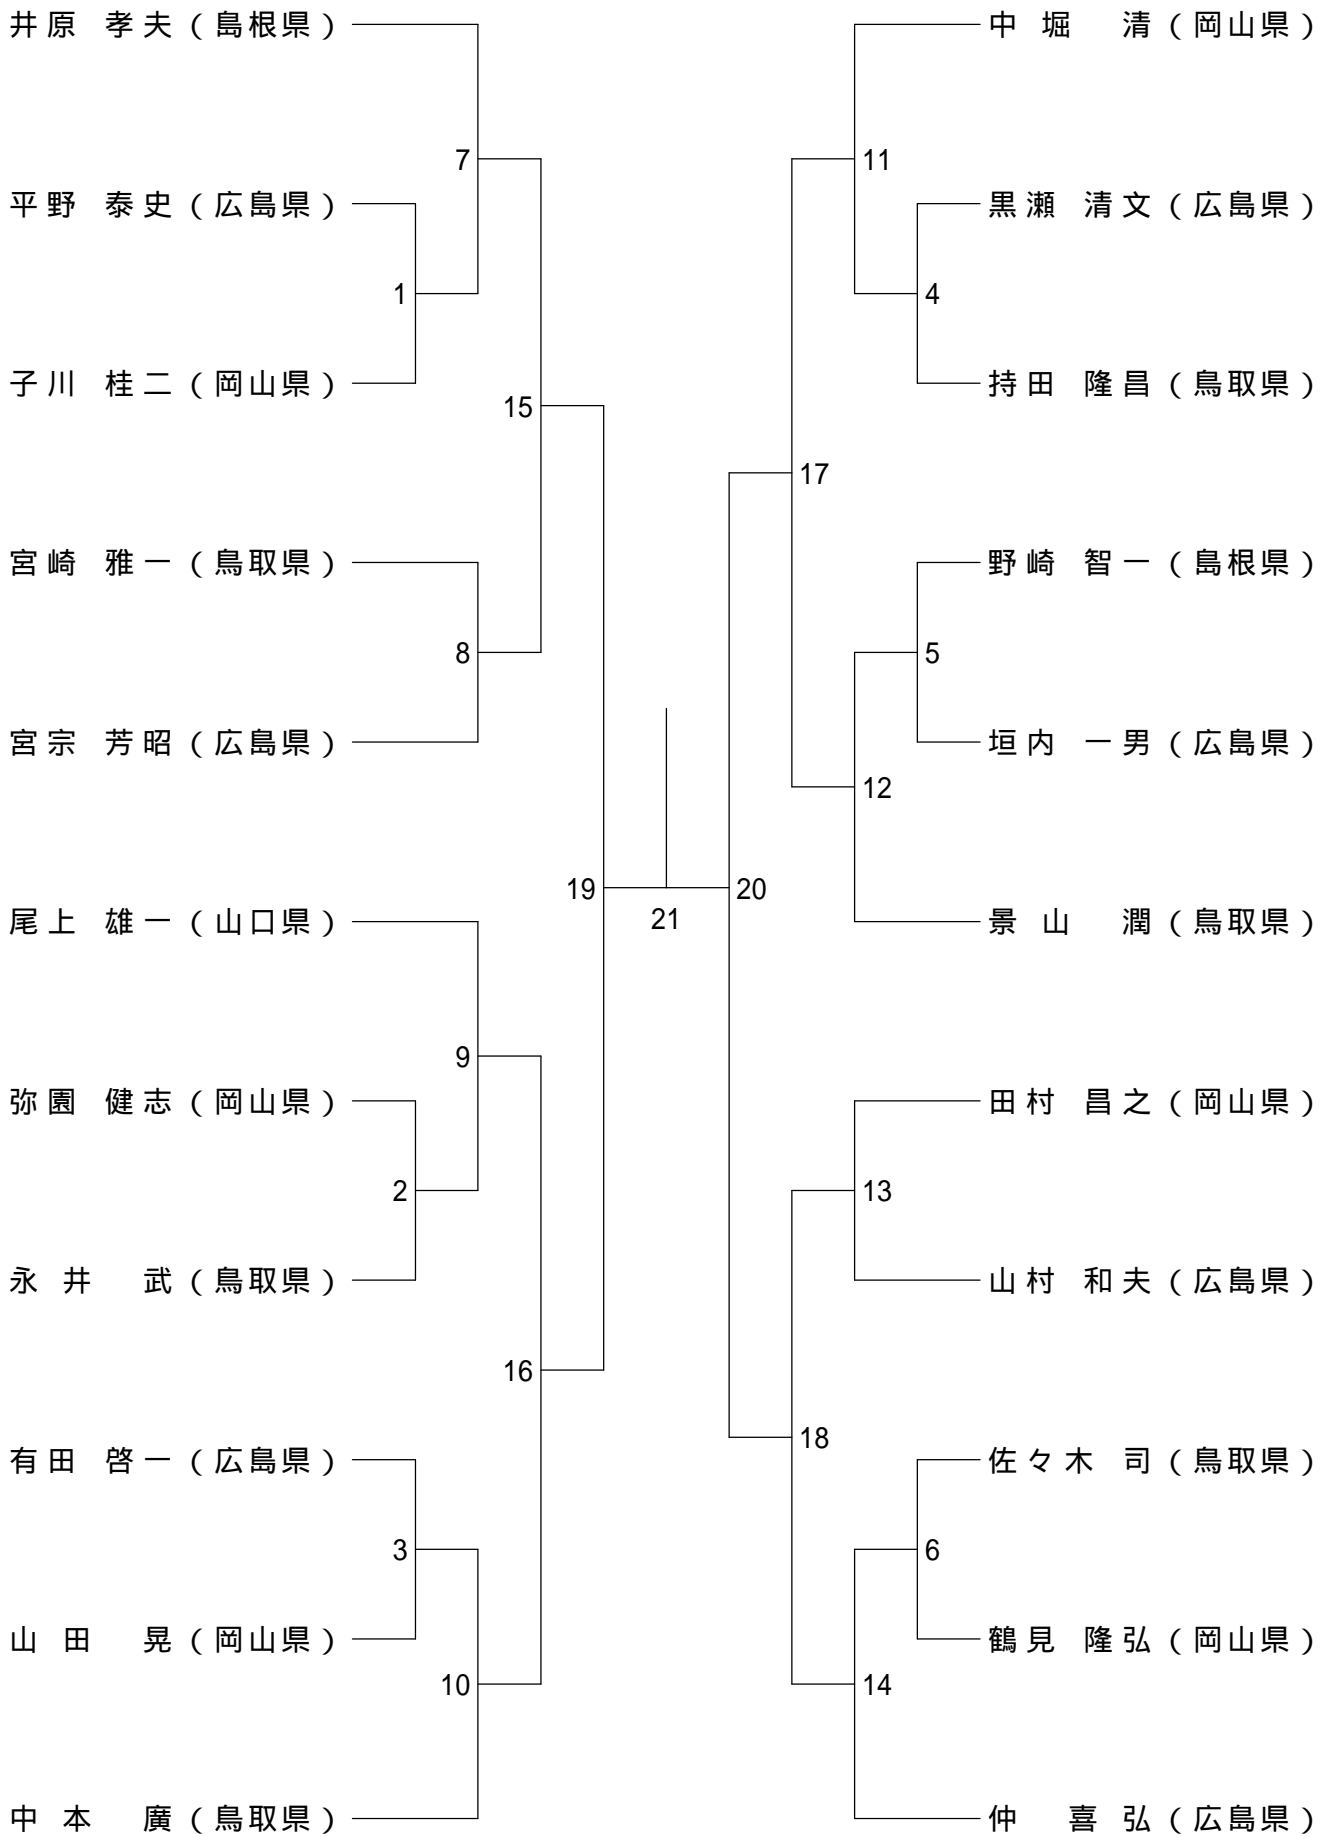 井原 孝夫（島根県）
平野 泰史（広島県）
子川 桂二（岡山県）
宮崎 雅一（鳥取県）
宮宗 芳昭（広島県）
尾上 雄一（山口県）
弥園 健志（岡山県）
永井 武（鳥取県）
有田 啓一（広島県）
山田 晃（岡山県）
中本 廣（鳥取県）
1
2
3
7
8
9
10
15
16
19
21
20
17
18
11
12
13
14
4
5
6
中堀 清（岡山県）
黒瀬 清文（広島県）
持田 隆昌（鳥取県）
野崎 智一（島根県）
垣内 一男（広島県）
景山 潤（鳥取県）
田村 昌之（岡山県）
山村 和夫（広島県）
佐々木 司（鳥取県）
鶴見 隆弘（岡山県）
仲 喜弘（広島県）